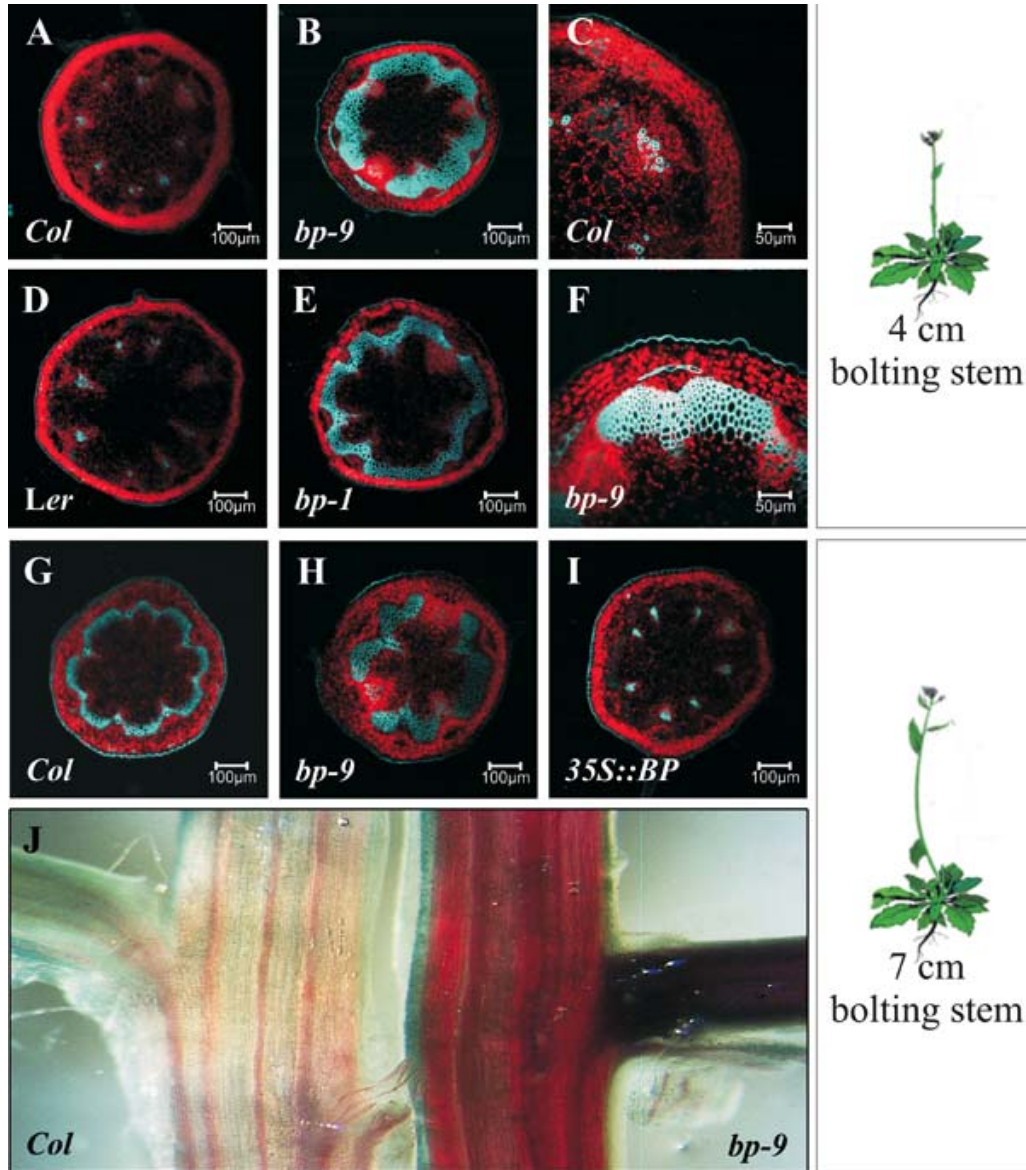 A
Col
100µm
B
bp-9
100µm
C
Col
50µm
D
Ler
100µm
E
bp-1
100µm
F
bp-9
50µm
4 cm
bolting stem
G
Col
100µm
H
bp-9
100µm
I
35S::BP
100µm
J
Col
bp-9
7 cm
bolting stem